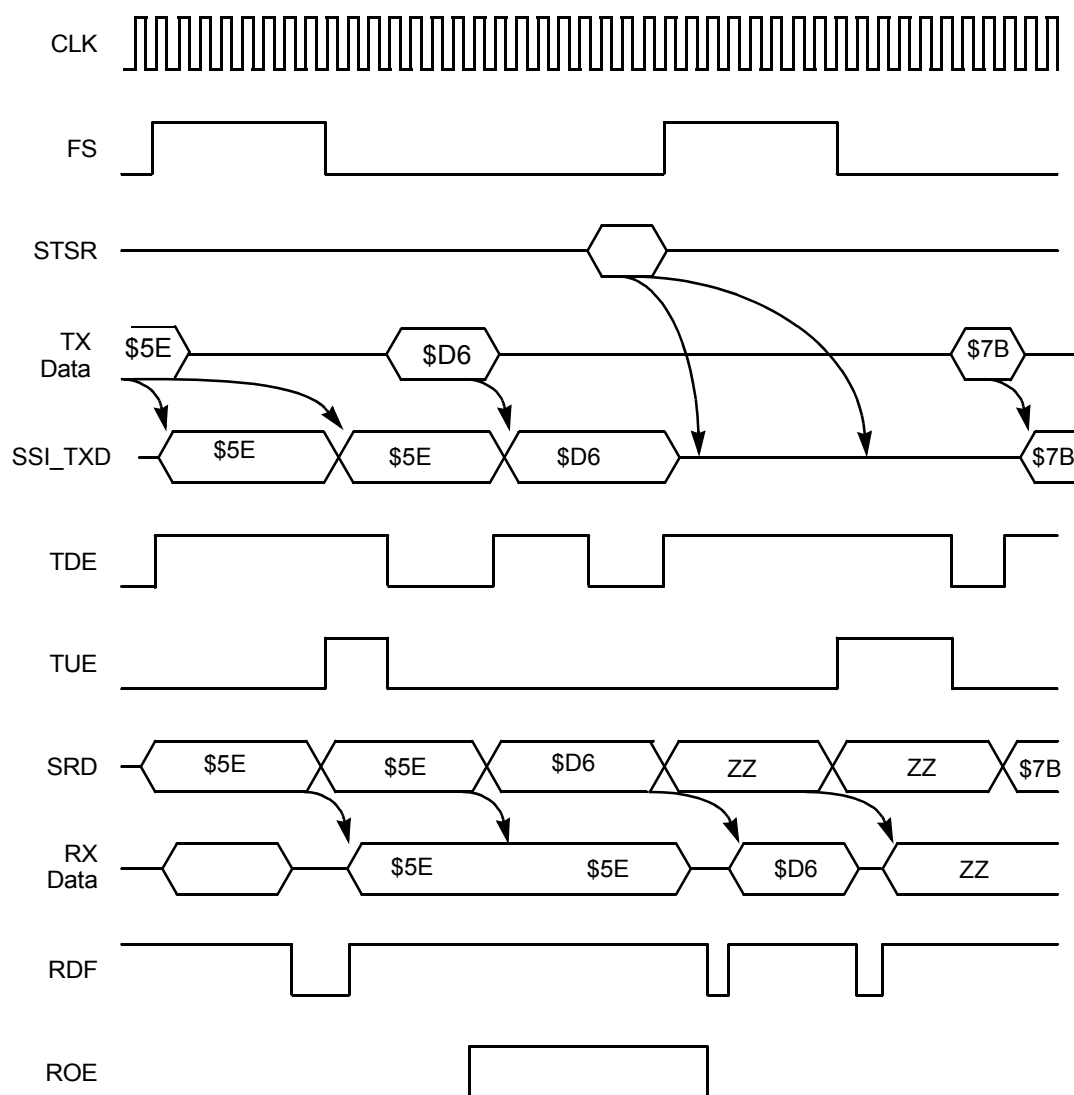 CLK
FS
STSR
TX
Data
$5E
$D6
$7B
SSI_TXD
$5E
$5E
$D6
$7B
TDE
TUE
SRD
$5E
$5E
$D6
ZZ
ZZ
$7B
RX
Data
$5E
$5E
$D6
ZZ
RDF
ROE